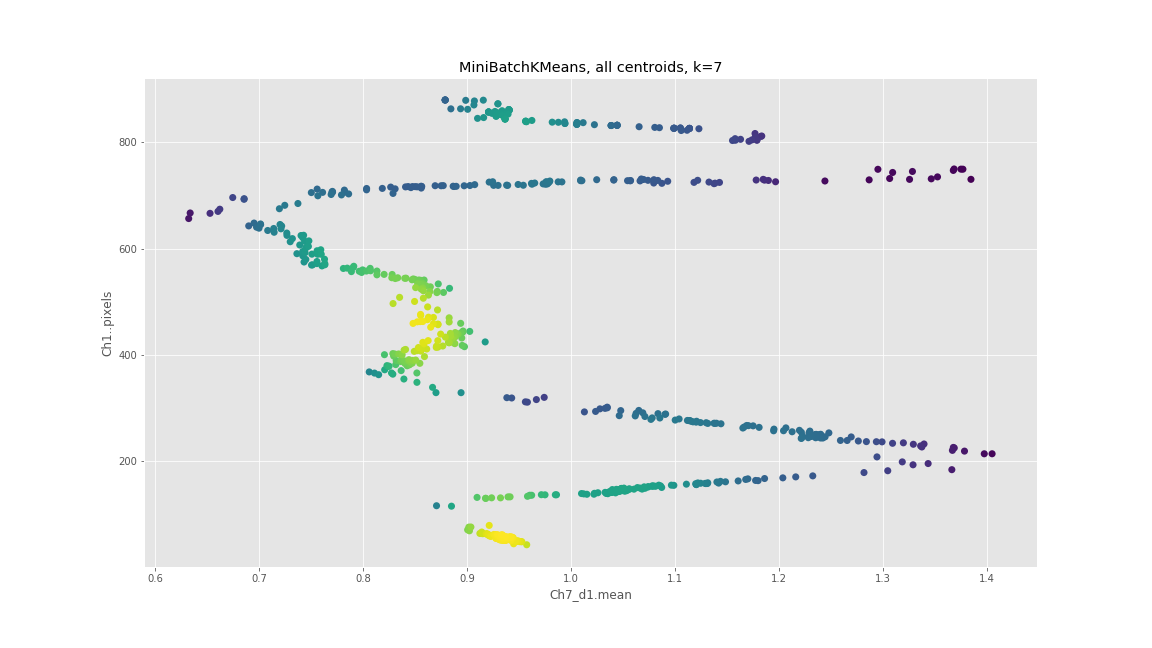 MiniBatchKMeans, all centroids, k=7
800
600
400
200
Ch1..pixels
0.6 0.7 0.8 0.9 1.0 1.1 1.2 1.3 1.4
Ch7_d1.mean